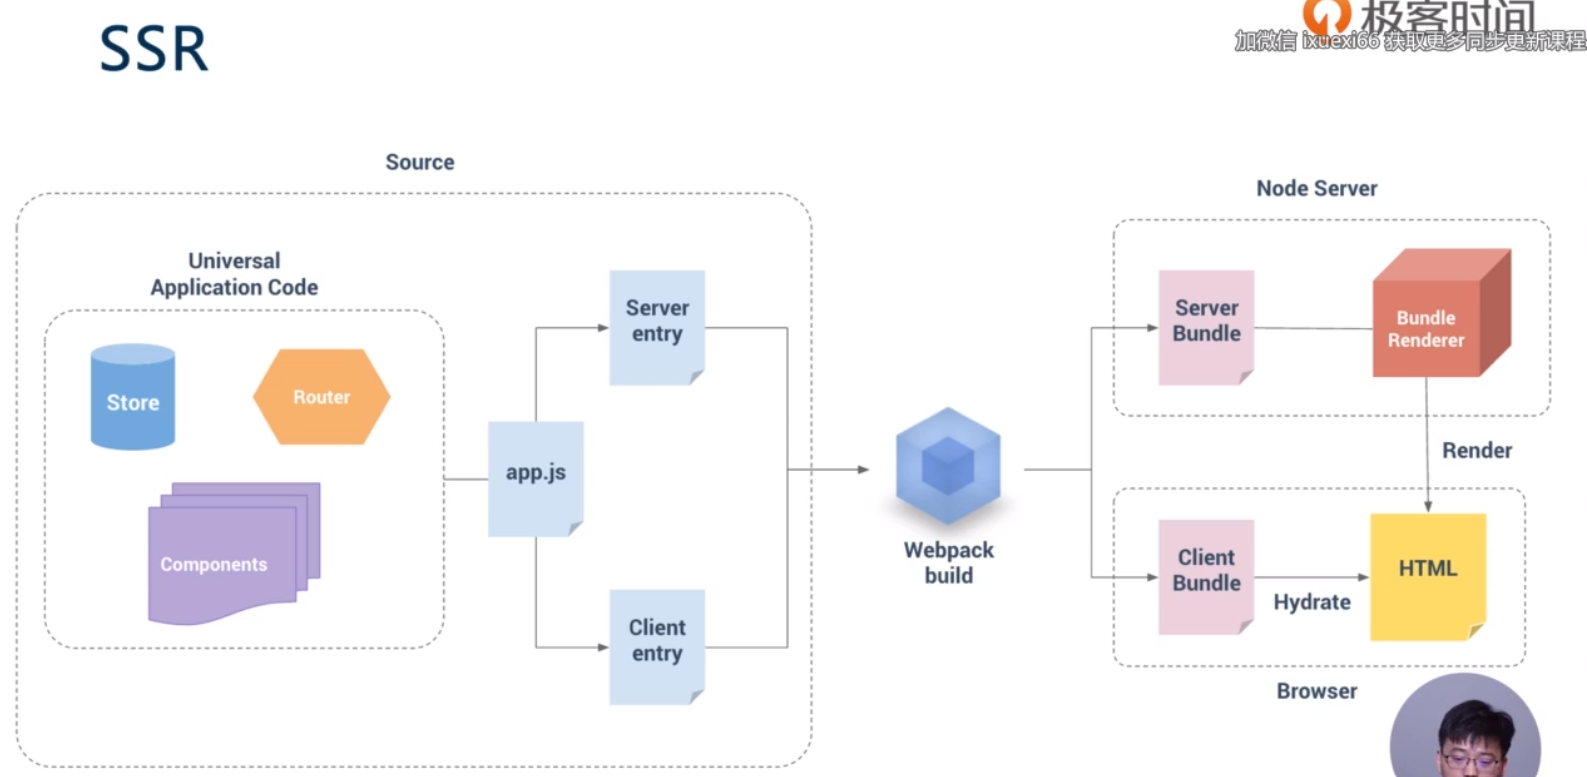 SSR
极客时间
加微信 ixuexi66 获取更多同步更新课程
Source
Node Server
Universal
Application Code
Store
Router
Components
app.js
Server
entry
Client
entry
Webpack
build
Server
Bundle
Bundle
Renderer
Render
Client
Bundle
Hydrate
HTML
Browser